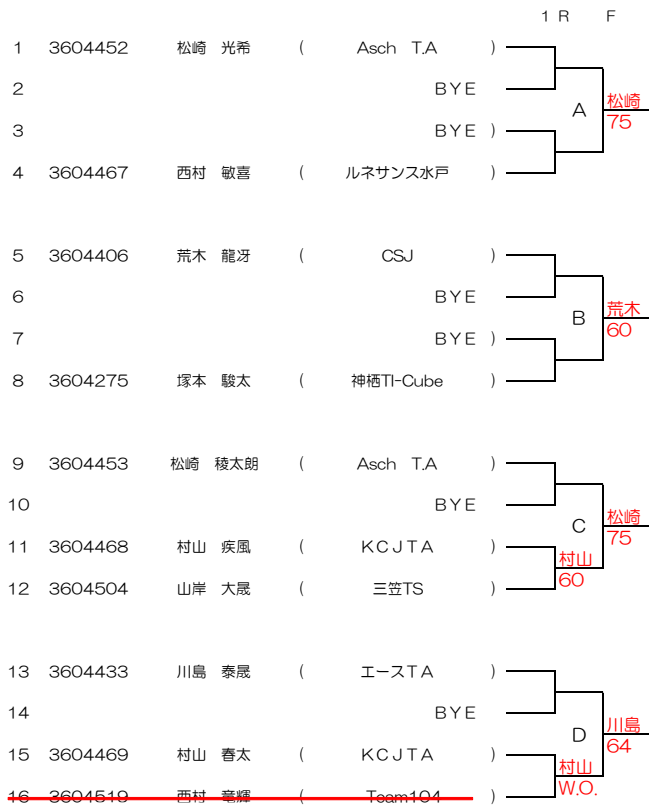 1 R F
1 3604452 松崎 光希 ( Asch T.A )
2 BYE
A 松崎
75
3 BYE )
4 3604467 西村 敏喜 ( ルネサンス水戸 )
5 3604406 荒木 龍冴 ( CSJ )
6 BYE
B 荒木
60
7 BYE )
8 3604275 塚本 駿太 ( 神栖TI-Cube )
9 3604453 松崎 稜太朗 ( Asch T.A )
10 BYE
C 松崎
75
11 3604468 村山 疾風 ( KCJTA )
村山
60
12 3604504 山岸 大晟 ( 三笠TS )
13 3604433 川島 泰晟 ( エースTA )
14 BYE
D 川島
64
15 3604469 村山 春太 ( KCJTA )
村山
W.O.
16 3604519 西村 竜輝 ( Team104 )